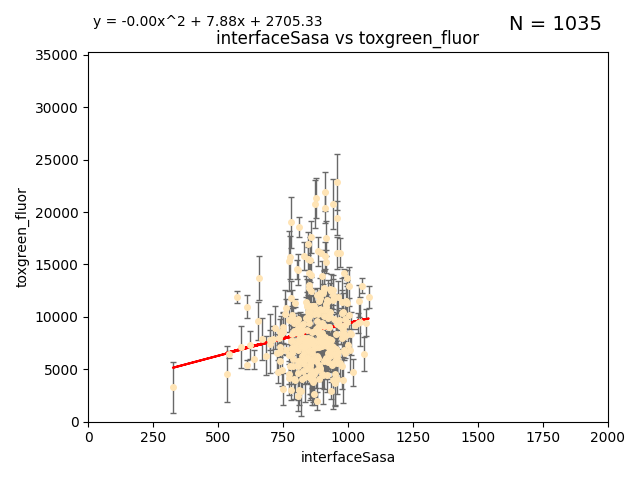 y = -0.00x^2 + 7.88x + 2705.33
N = 1035
interfaceSasa vs toxgreen_fluor
35000
30000
25000
20000
15000
10000
5000
0
toxgreen_fluor
0 250 500 750 1000 1250 1500 1750 2000
interfaceSasa